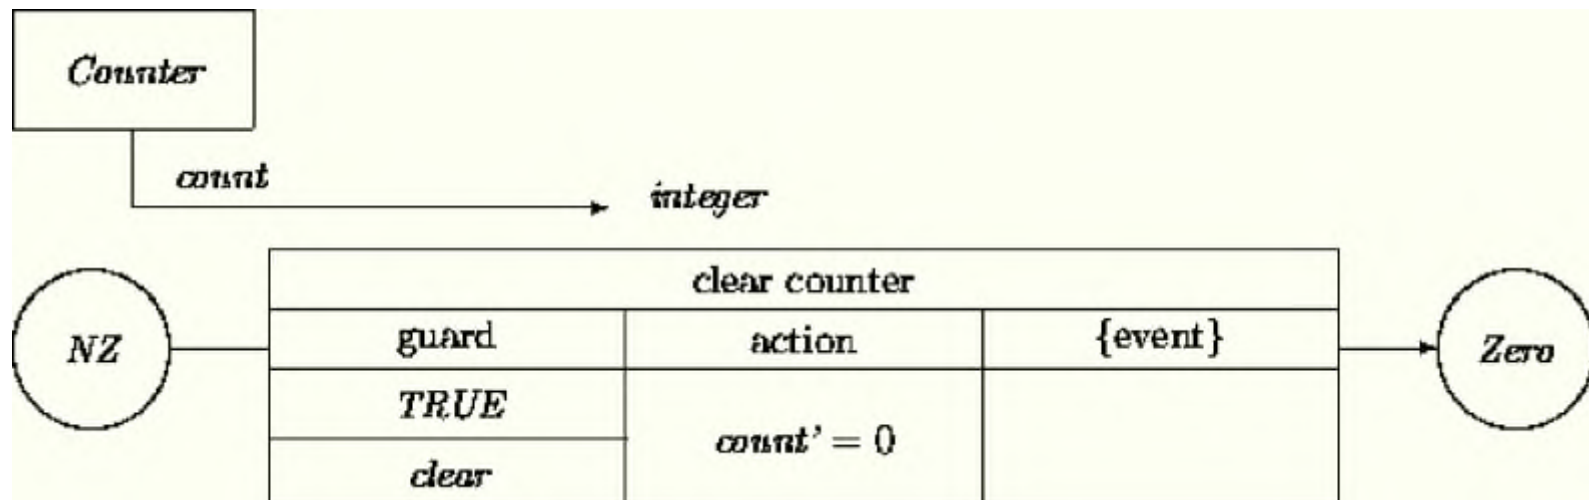 Counter
count
integer
clear counter
NZ
guard
action
{event}
Zero
TRUE
count' = 0
clear